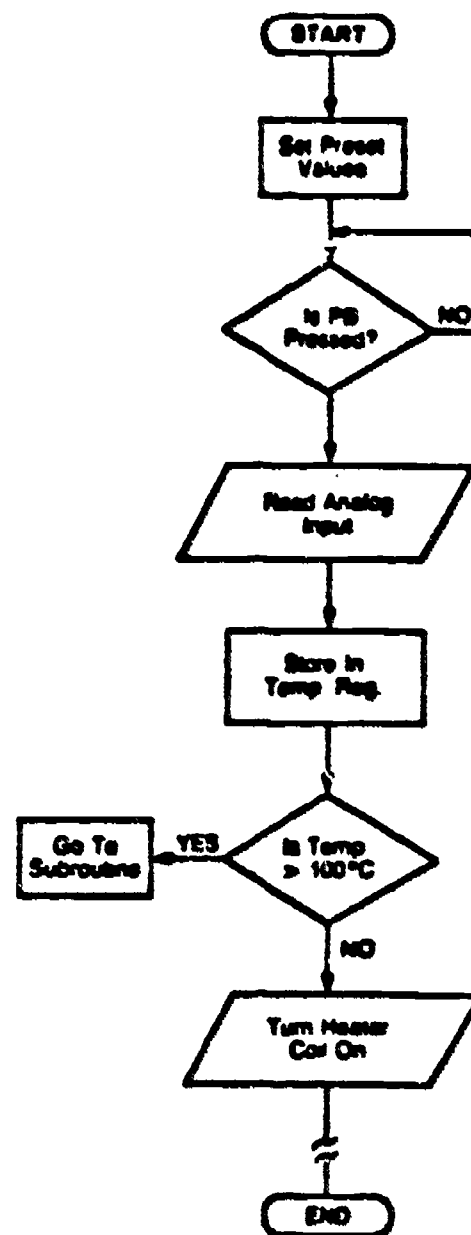 START
Set Preset
Values
Is PB
Pressed?
NO
Read Analog
Input
Store In
Temp Reg.
Go To
Subroutine
YES
Is Temp
> 100°C
NO
Turn Heater
Coil On
END